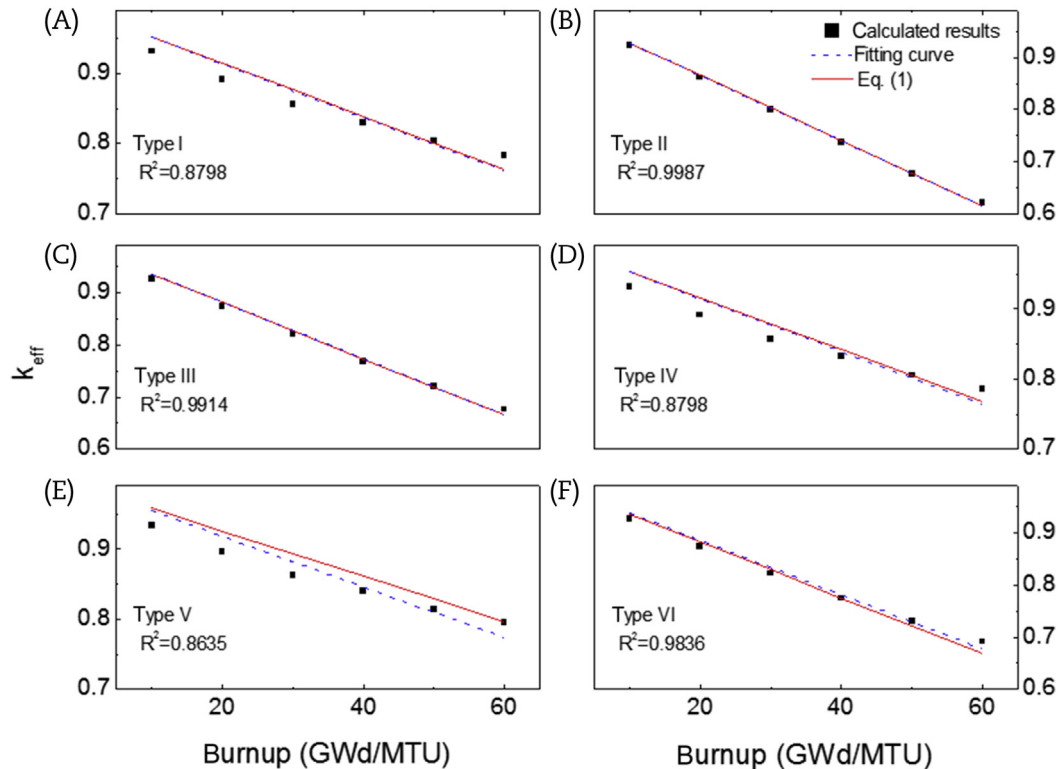 (A)
0.9
0.8
0.7
Type I
R²=0.8798
(B)
Calculated results
Fitting curve
Eq. (1)
0.9
0.8
0.7
0.6
Type II
R²=0.9987
(C)
0.9
0.8
0.7
0.6
Type III
R²=0.9914
(D)
0.9
0.8
0.7
Type IV
R²=0.8798
k_eff
(E)
0.9
0.8
0.7
Type V
R²=0.8635
20
40
60
Burnup (GWd/MTU)
(F)
0.9
0.8
0.7
0.6
Type VI
R²=0.9836
20
40
60
Burnup (GWd/MTU)